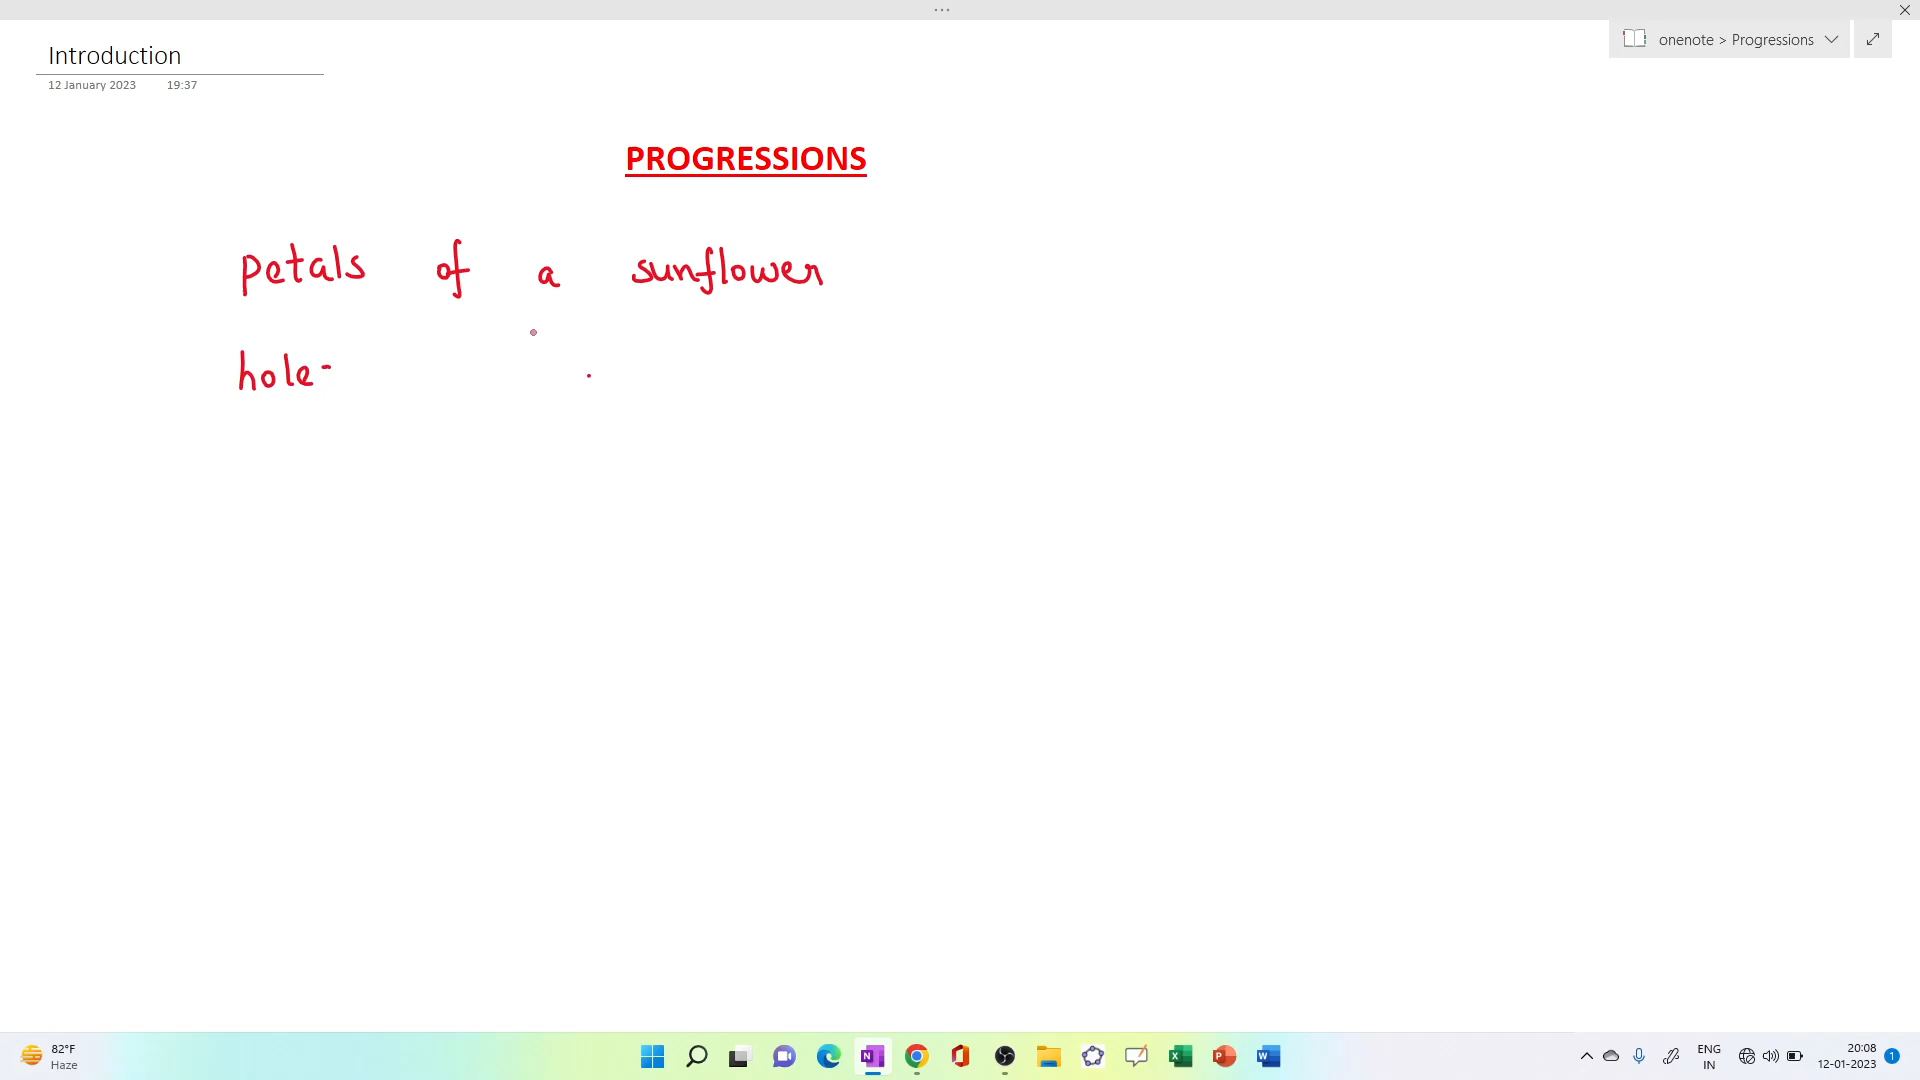 Introduction
onenote > Progressions
12 January 2023 19:37
PROGRESSIONS
petals of a sunflower
hole-
82°F
Haze
ENG
IN
20:08
12-01-2023
1